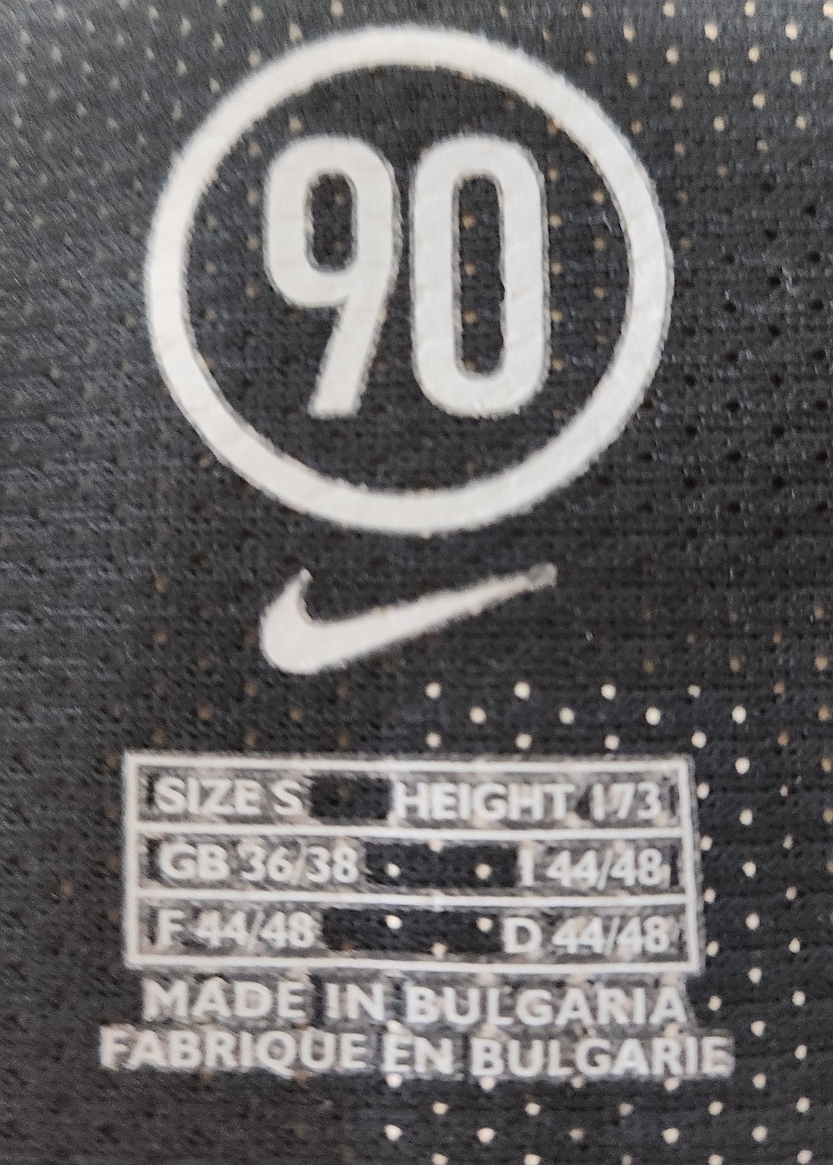 90
SIZE S HEIGHT 173
GB 36/38 I 44/48
F 44/48 D 44/48
MADE IN BULGARIA
FABRIQUE EN BULGARIE